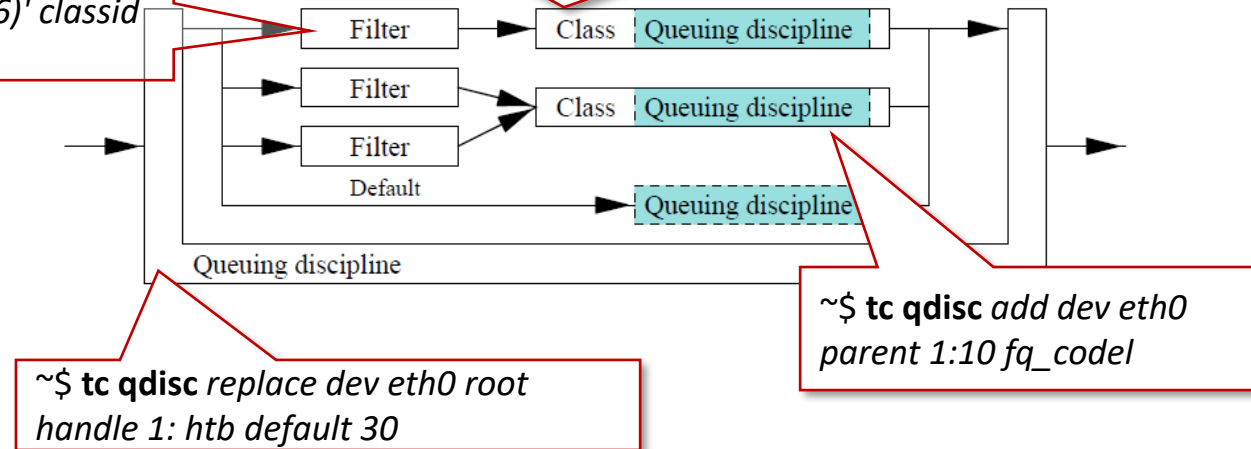 6)' classid
Filter
Class Queuing discipline
Filter
Class Queuing discipline
Filter
Default
Queuing discipline
Queuing discipline
~$ tc qdisc add dev eth0
parent 1:10 fq_codel
~$ tc qdisc replace dev eth0 root
handle 1: htb default 30